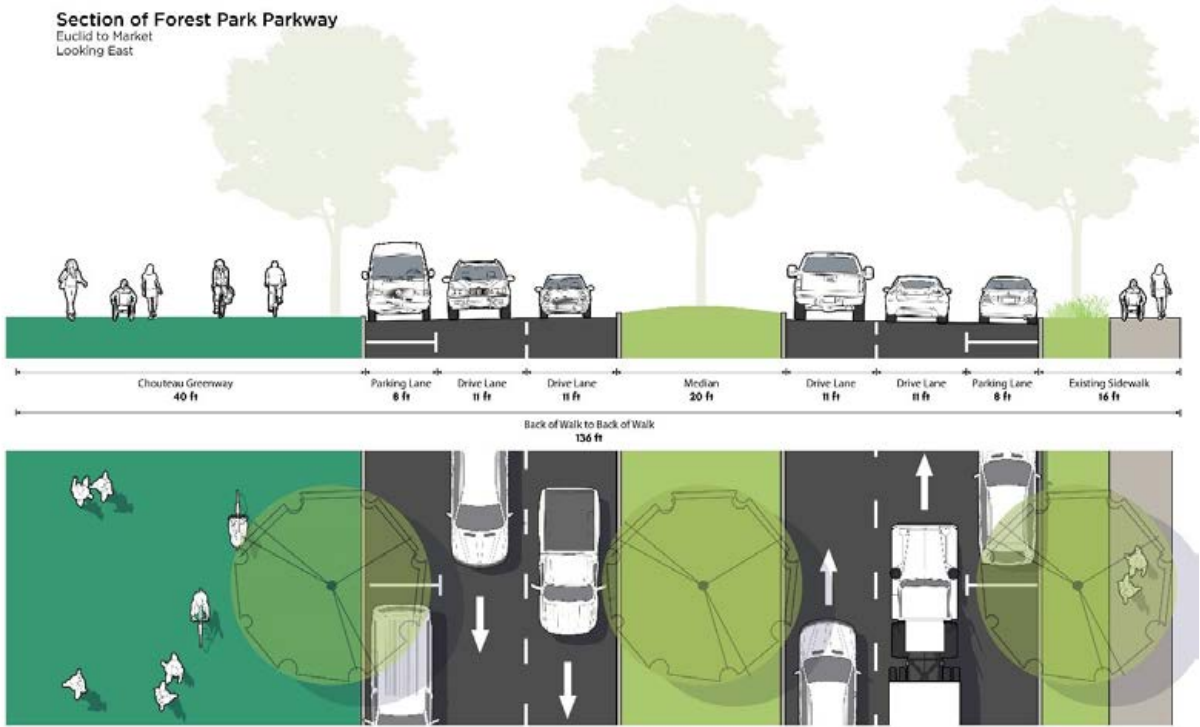 Section of Forest Park Parkway
Euclid to Market
Looking East
Chouteau Greenway
40 ft
Parking Lane
8 ft
Drive Lane
11 ft
Drive Lane
11 ft
Median
20 ft
Drive Lane
11 ft
Drive Lane
11 ft
Parking Lane
8 ft
Existing Sidewalk
16 ft
Back of Walk to Back of Walk
136 ft